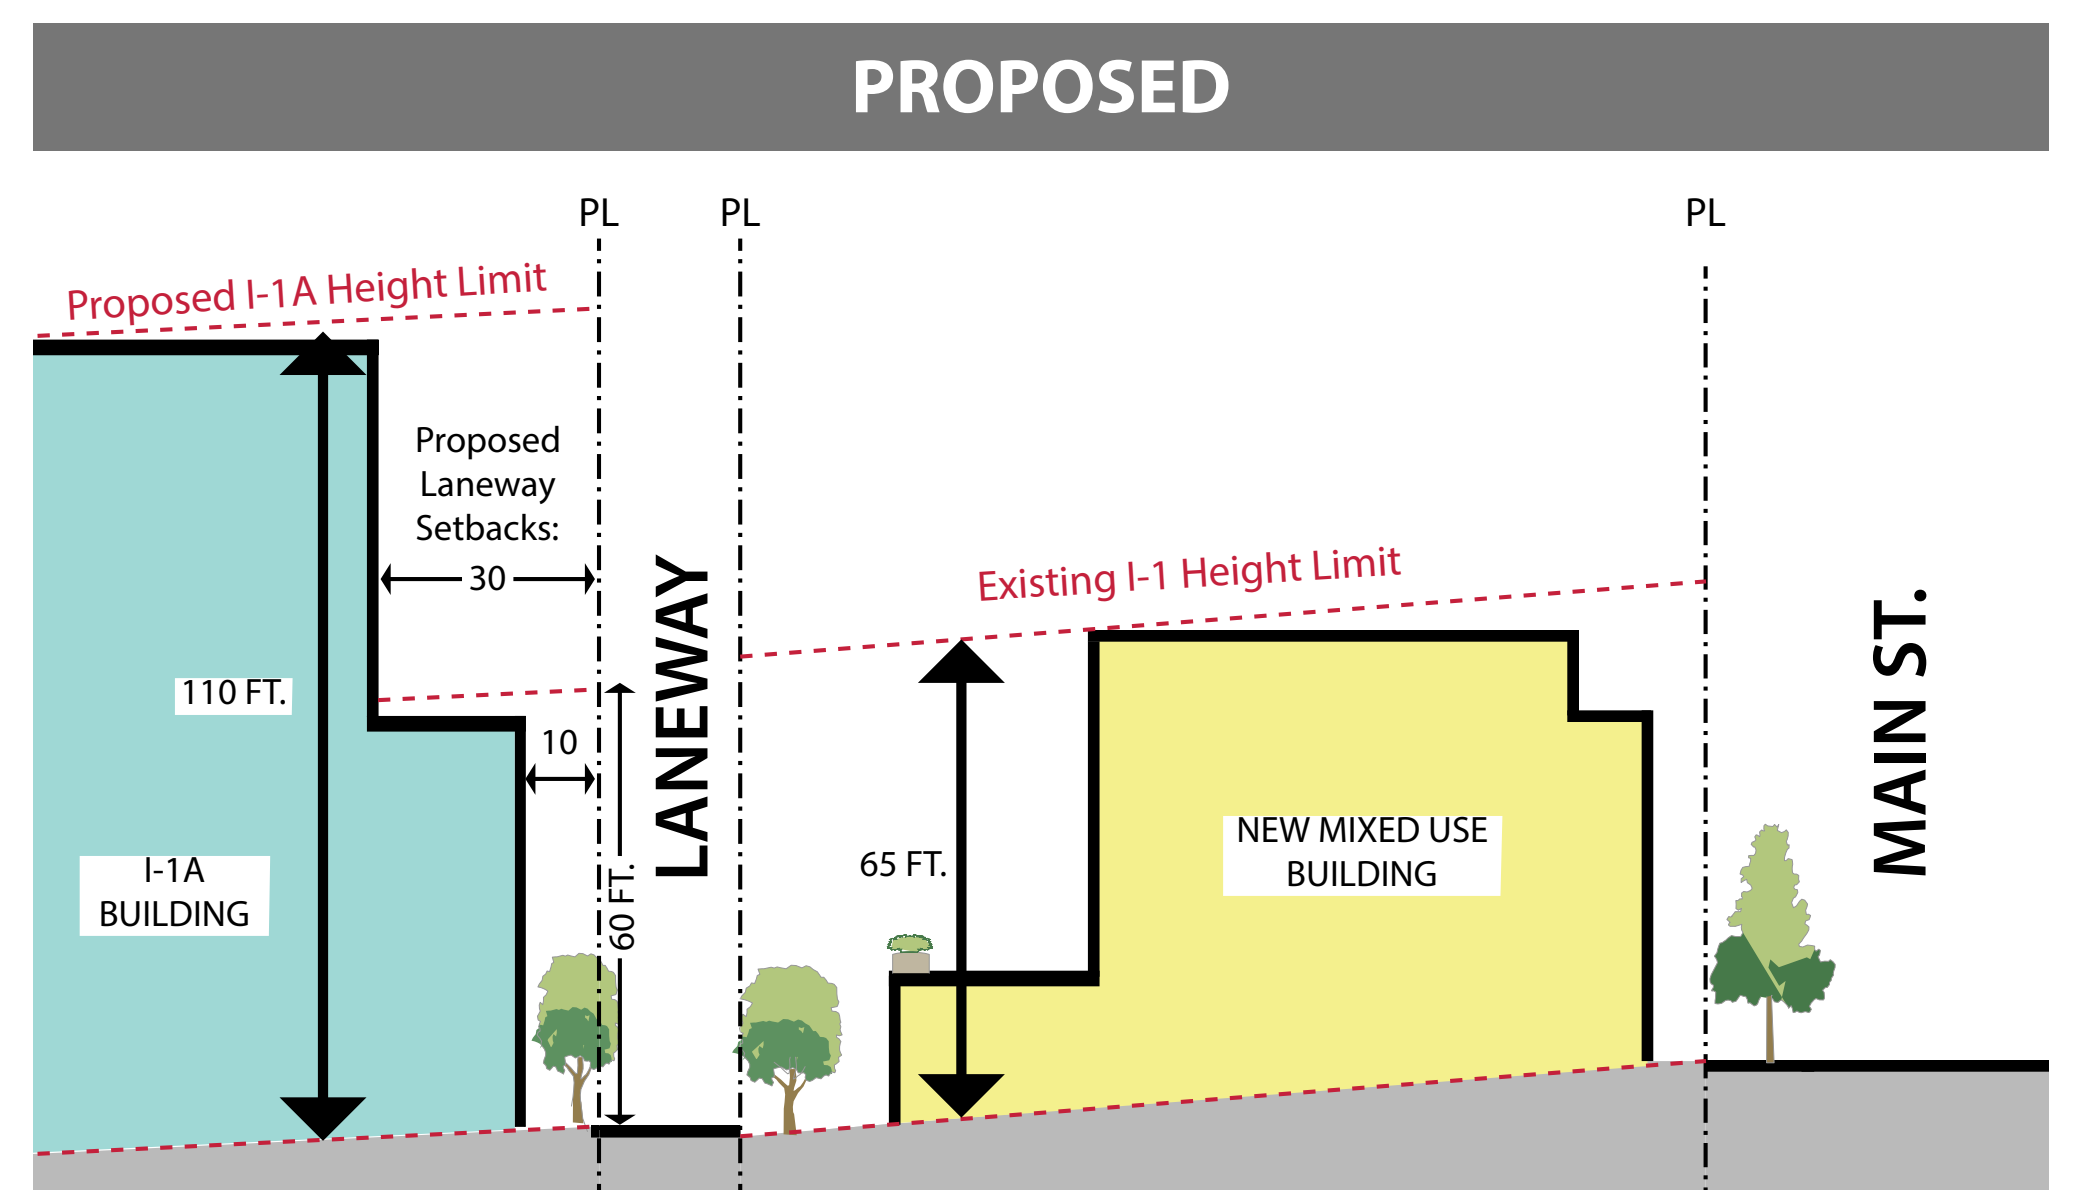 PROPOSED
PL
PL
PL
Proposed I-1A Height Limit
Proposed
Laneway
Setbacks:
30
Existing I-1 Height Limit
LANEWAY
MAIN ST.
110 FT.
10
60 FT.
65 FT.
NEW MIXED USE
BUILDING
I-1A
BUILDING